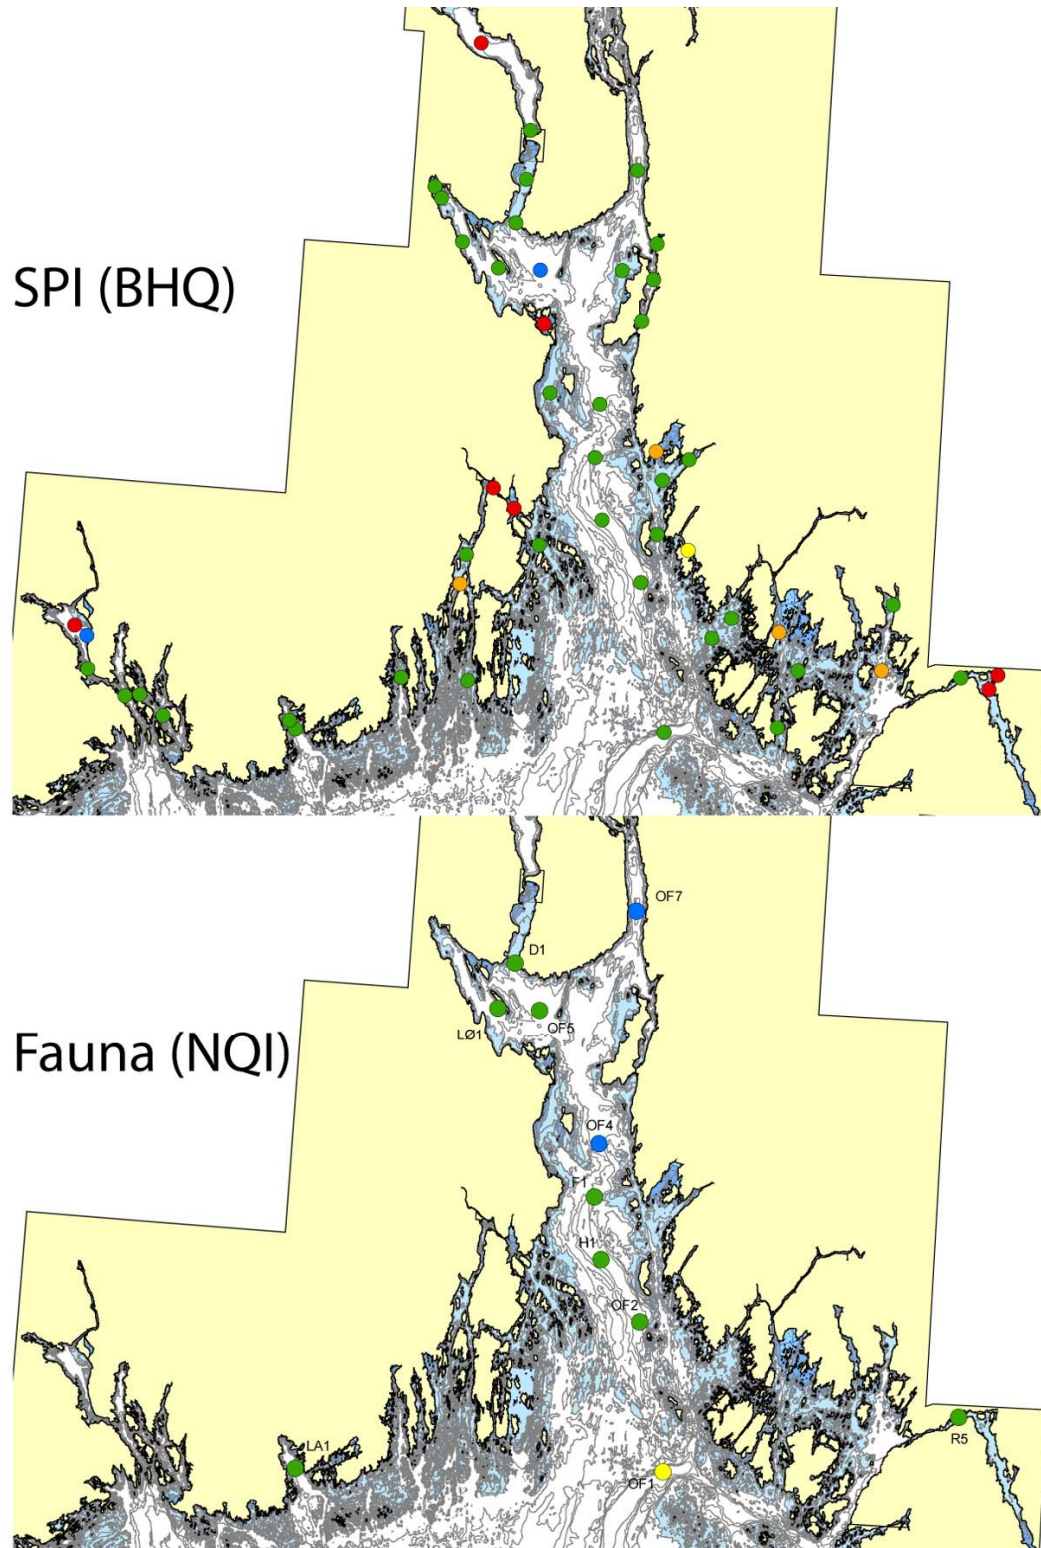 SPI (BHQ)
OF7
D1
LØ1
OF5
Fauna (NQI)
OF4
F1
H1
OF2
LA1
R5
OF1